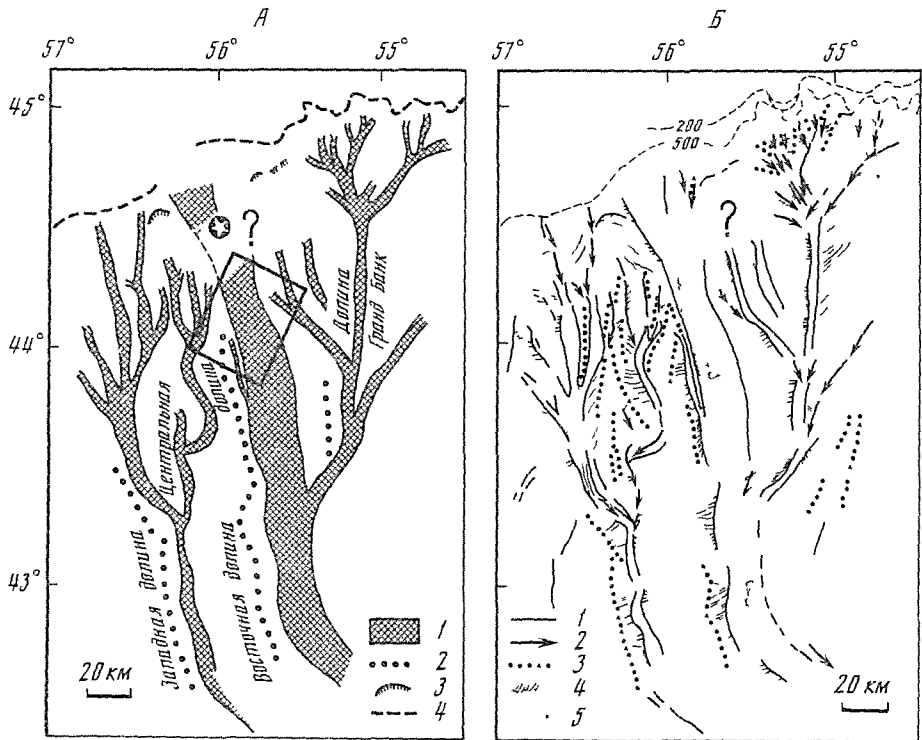 А
57° 56° 55°
45°
44°
43°
?
Долина
Гранд Банк
Центральная
долина
Западная долина
Восточная долина
1
2
3
4
20 км
Б
57° 56° 55°
200
500
?
1
2
3
4
5
20 км